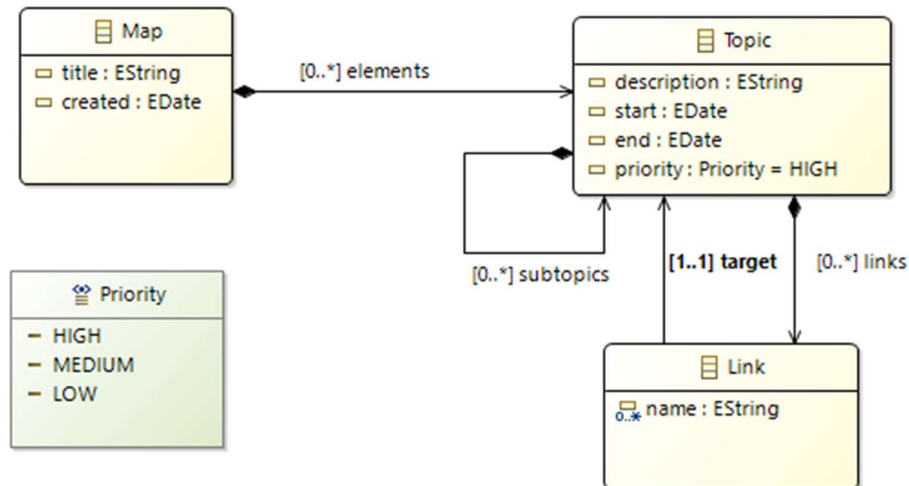 Map
title : EString
created : EDate
[0..*] elements
Topic
description : EString
start : EDate
end : EDate
priority : Priority = HIGH
[0..*] subtopics
[1..1] target
[0..*] links
Priority
HIGH
MEDIUM
LOW
Link
0..*
name : EString